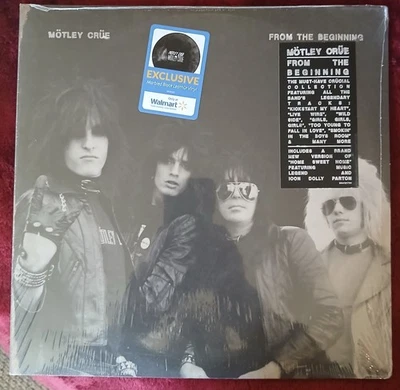 MÖTLEY CRÜE
FROM THE BEGINNING
EXCLUSIVE
Only at
Walmart
MÖTLEY CRÜE
FROM THE
BEGINNING
THE MUST-HAVE CRÜCIAL
COLLECTION
FEATURING ALL THE
BAND'S LEGENDARY
TRACKS:
"KICKSTART MY HEART",
"LIVE WIRE", "WILD
SIDE", "GIRLS, GIRLS,
GIRLS", "TOO YOUNG TO
FALL IN LOVE", "SMOKIN'
IN THE BOYS ROOM"
& MANY MORE
INCLUDES A BRAND
NEW VERSION OF
"HOME SWEET HOME"
FEATURING MUSIC
LEGEND AND
ICON DOLLY PARTON